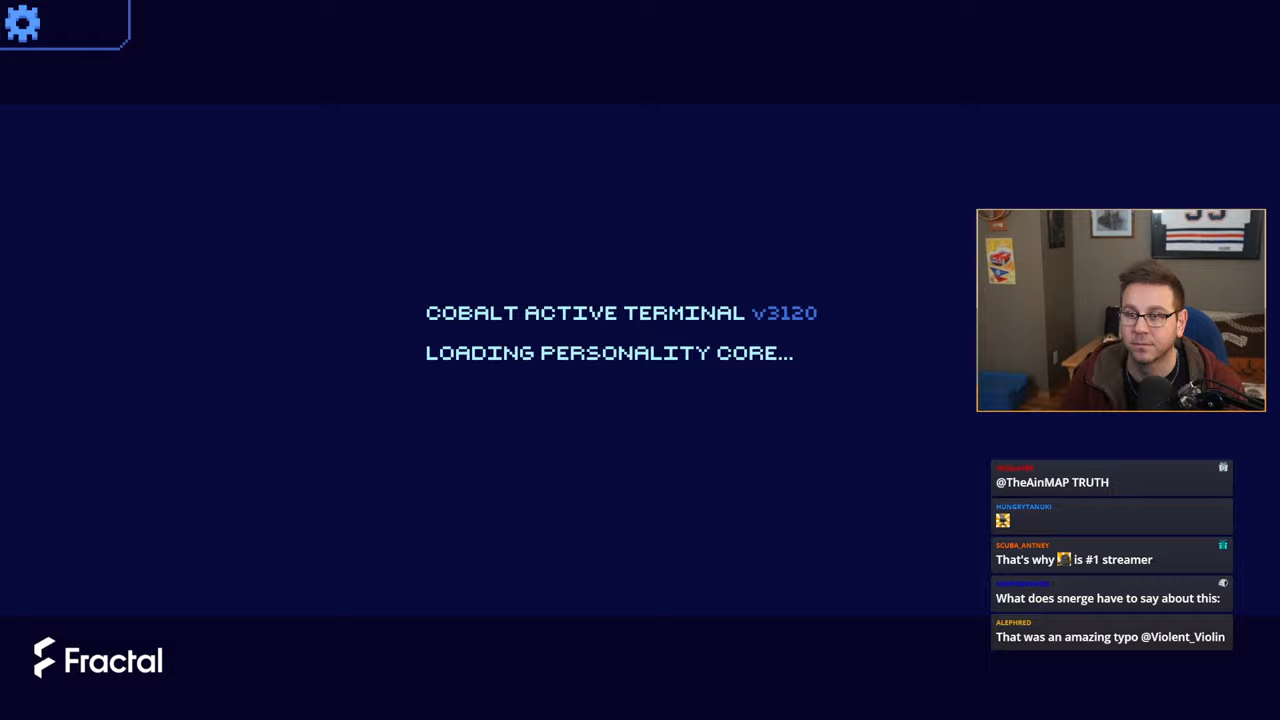 COBALT ACTIVE TERMINAL v3120
LOADING PERSONALITY CORE...
@TheAinMAP TRUTH
HUNGRYTANUKI
SCUBA_ANTNEY
That's why is #1 streamer
What does snerge have to say about this:
ALEPHRED
That was an amazing typo @Violent_Violin
Fractal